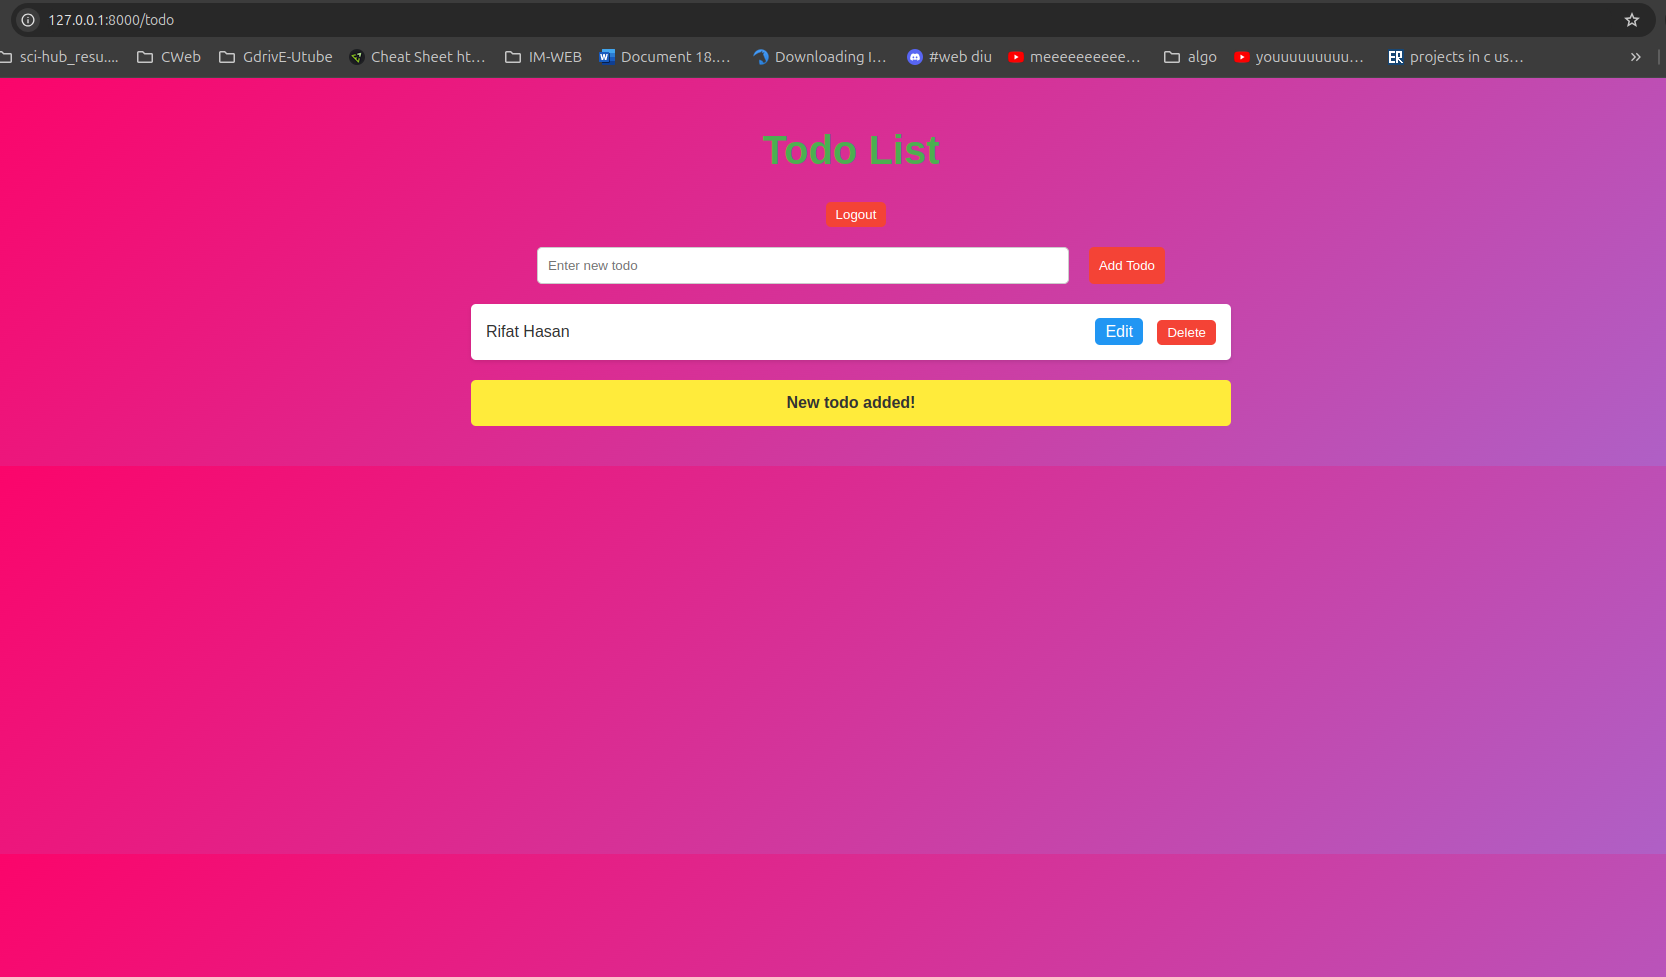 127.0.0.1:8000/todo
sci-hub_resu.... CWeb GdrivE-Utube Cheat Sheet ht... IM-WEB Document 18.... Downloading I... #web diu meeeeeeeeee... algo youuuuuuuuu... projects in c us...
Todo List
Logout
Enter new todo Add Todo
Rifat Hasan Edit Delete
New todo added!